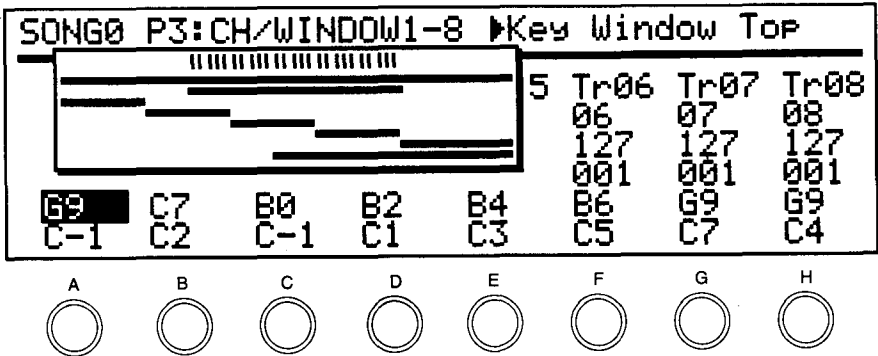 SONG0 P3:CH/WINDOW1-8 ▶Key Window Top
5 Tr06 Tr07 Tr08
06 07 08
127 127 127
001 001 001
G9 C7 B0 B2 B4 B6 G9 G9
C-1 C2 C-1 C1 C3 C5 C7 C4
A B C D E F G H